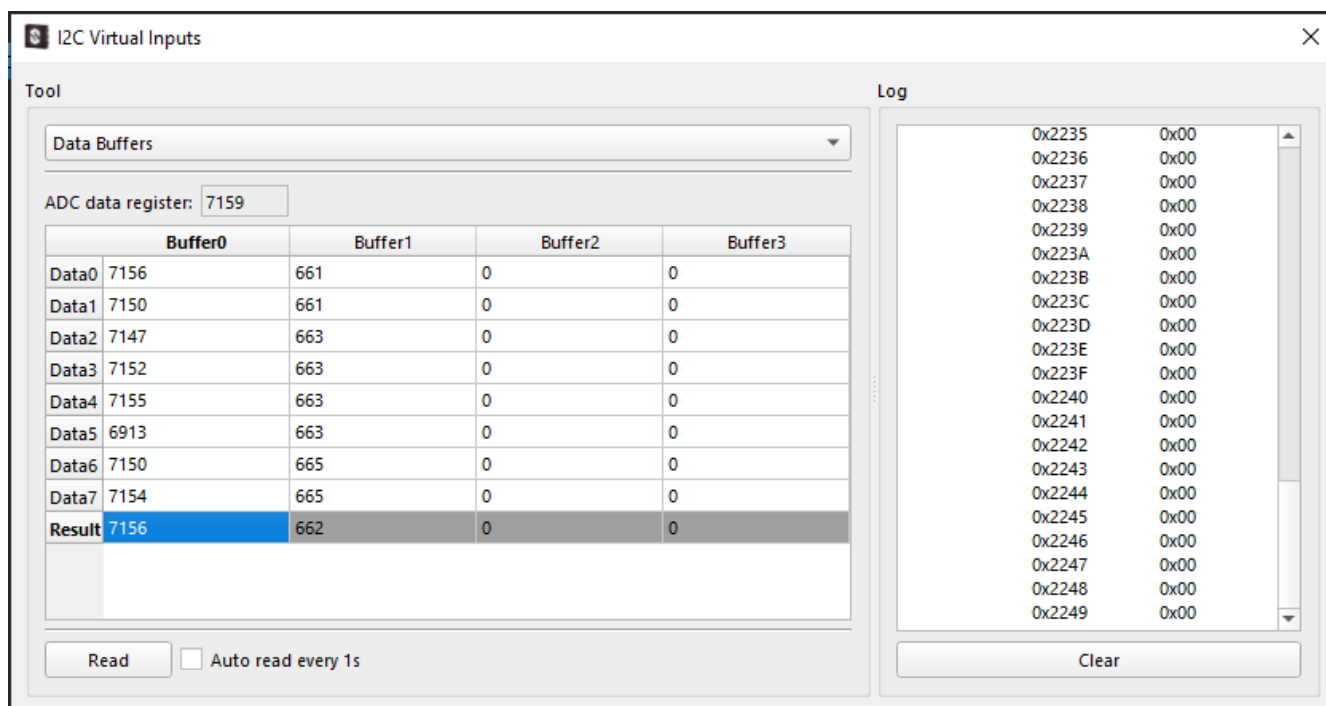 I2C Virtual Inputs
Tool
Data Buffers
ADC data register: 7159
Buffer0 Buffer1 Buffer2 Buffer3
Data0 7156 661 0 0
Data1 7150 661 0 0
Data2 7147 663 0 0
Data3 7152 663 0 0
Data4 7155 663 0 0
Data5 6913 663 0 0
Data6 7150 665 0 0
Data7 7154 665 0 0
Result 7156 662 0 0
Read Auto read every 1s
Log
0x2235 0x00
0x2236 0x00
0x2237 0x00
0x2238 0x00
0x2239 0x00
0x223A 0x00
0x223B 0x00
0x223C 0x00
0x223D 0x00
0x223E 0x00
0x223F 0x00
0x2240 0x00
0x2241 0x00
0x2242 0x00
0x2243 0x00
0x2244 0x00
0x2245 0x00
0x2246 0x00
0x2247 0x00
0x2248 0x00
0x2249 0x00
Clear